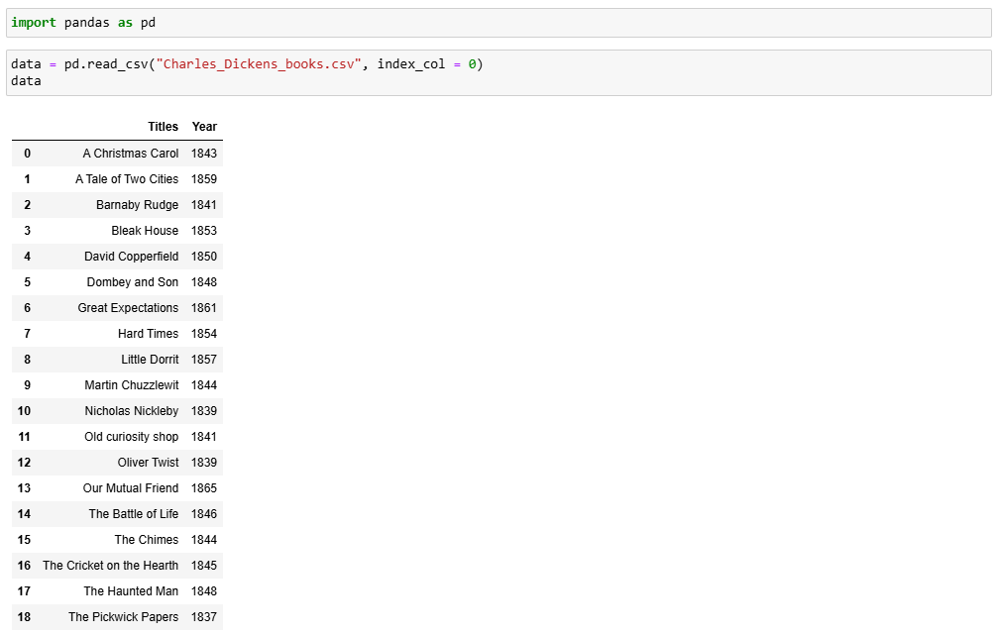 import pandas as pd
data = pd.read_csv("Charles_Dickens_books.csv", index_col = 0)
data
Titles Year
0 A Christmas Carol 1843
1 A Tale of Two Cities 1859
2 Barnaby Rudge 1841
3 Bleak House 1853
4 David Copperfield 1850
5 Dombey and Son 1848
6 Great Expectations 1861
7 Hard Times 1854
8 Little Dorrit 1857
9 Martin Chuzzlewit 1844
10 Nicholas Nickleby 1839
11 Old curiosity shop 1841
12 Oliver Twist 1839
13 Our Mutual Friend 1865
14 The Battle of Life 1846
15 The Chimes 1844
16 The Cricket on the Hearth 1845
17 The Haunted Man 1848
18 The Pickwick Papers 1837